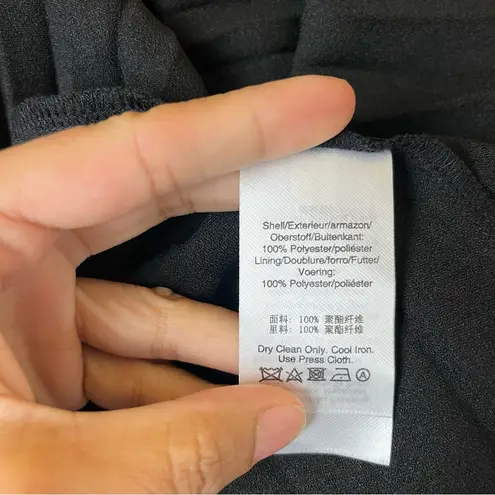 Shell/Exterieur/armazon/
Oberstoff/Buitenkant:
100% Polyester/poliéster
Lining/Doublure/forro/Futter/
Voering:
100% Polyester/poliéster
面料: 100% 聚酯纤维
里料: 100% 聚酯纤维
Dry Clean Only. Cool Iron.
Use Press Cloth.
A